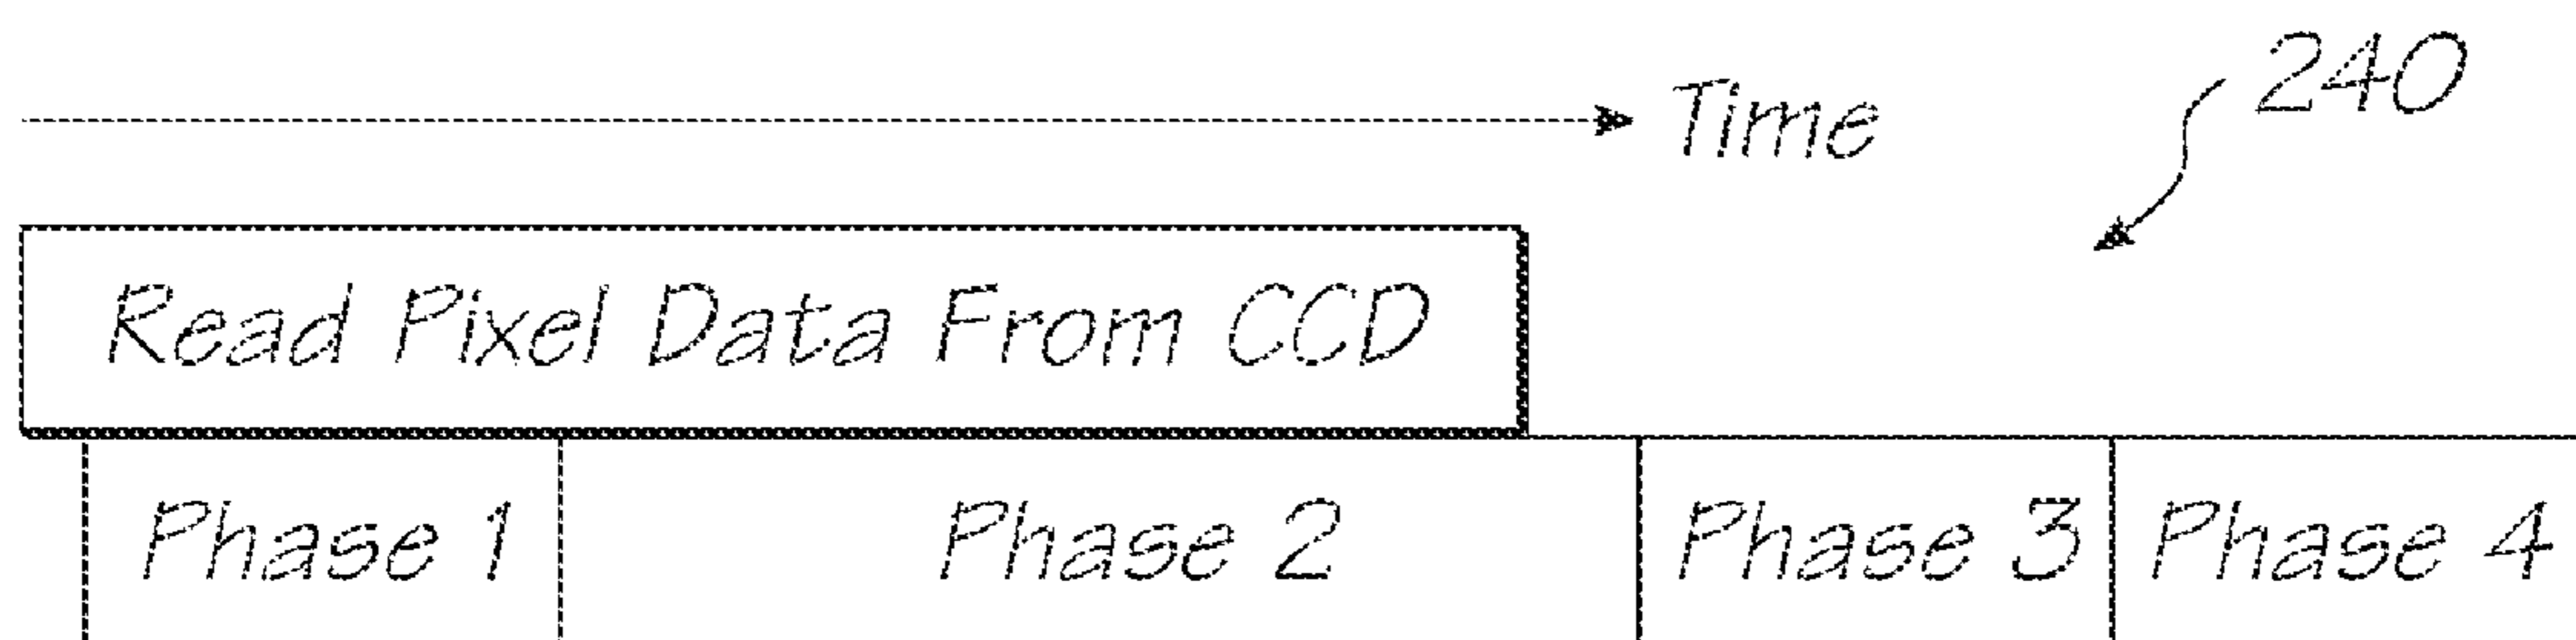 240
Time
Read Pixel Data From CCD
Phase 1 Phase 2 Phase 3 Phase 4